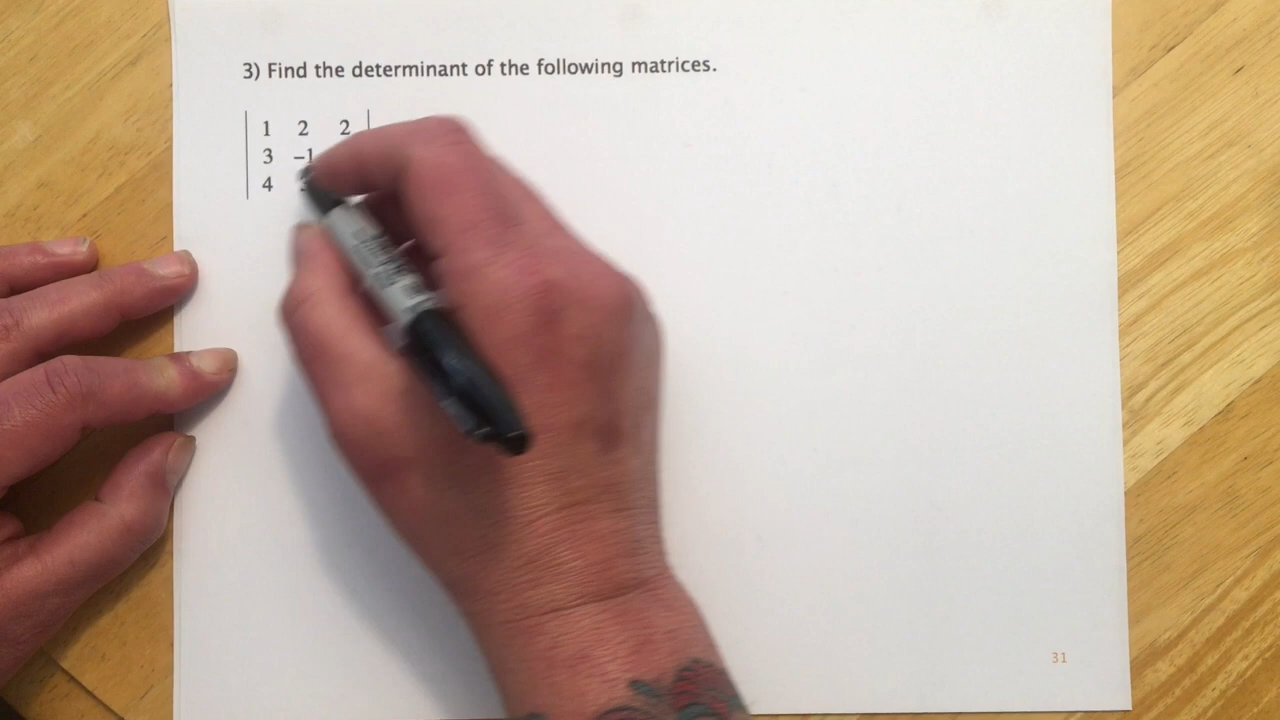 3) Find the determinant of the following matrices.
1 2 2
3 –1
4
31